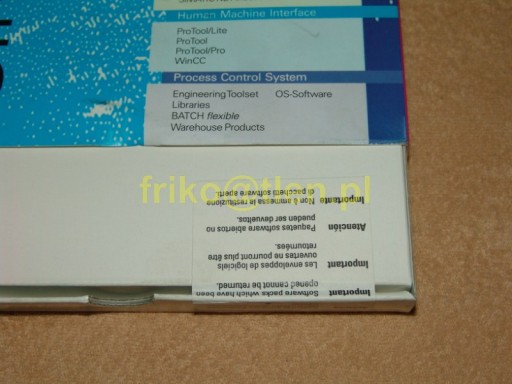 Human Machine Interface
ProTool/Lite
ProTool
ProTool/Pro
WinCC
Process Control System
Engineering Toolset OS-Software
Libraries
BATCH flexible
Warehouse Products
friko@tlen.pl
Important Software packs which have been
opened cannot be returned.
Important Les enveloppes de logiciels
ouvertes ne pourront plus être
retournées.
Atención Paquetes software abiertos no
pueden ser devueltos.
Importante Non è ammessa la restituzione
di pacchetti software aperti.